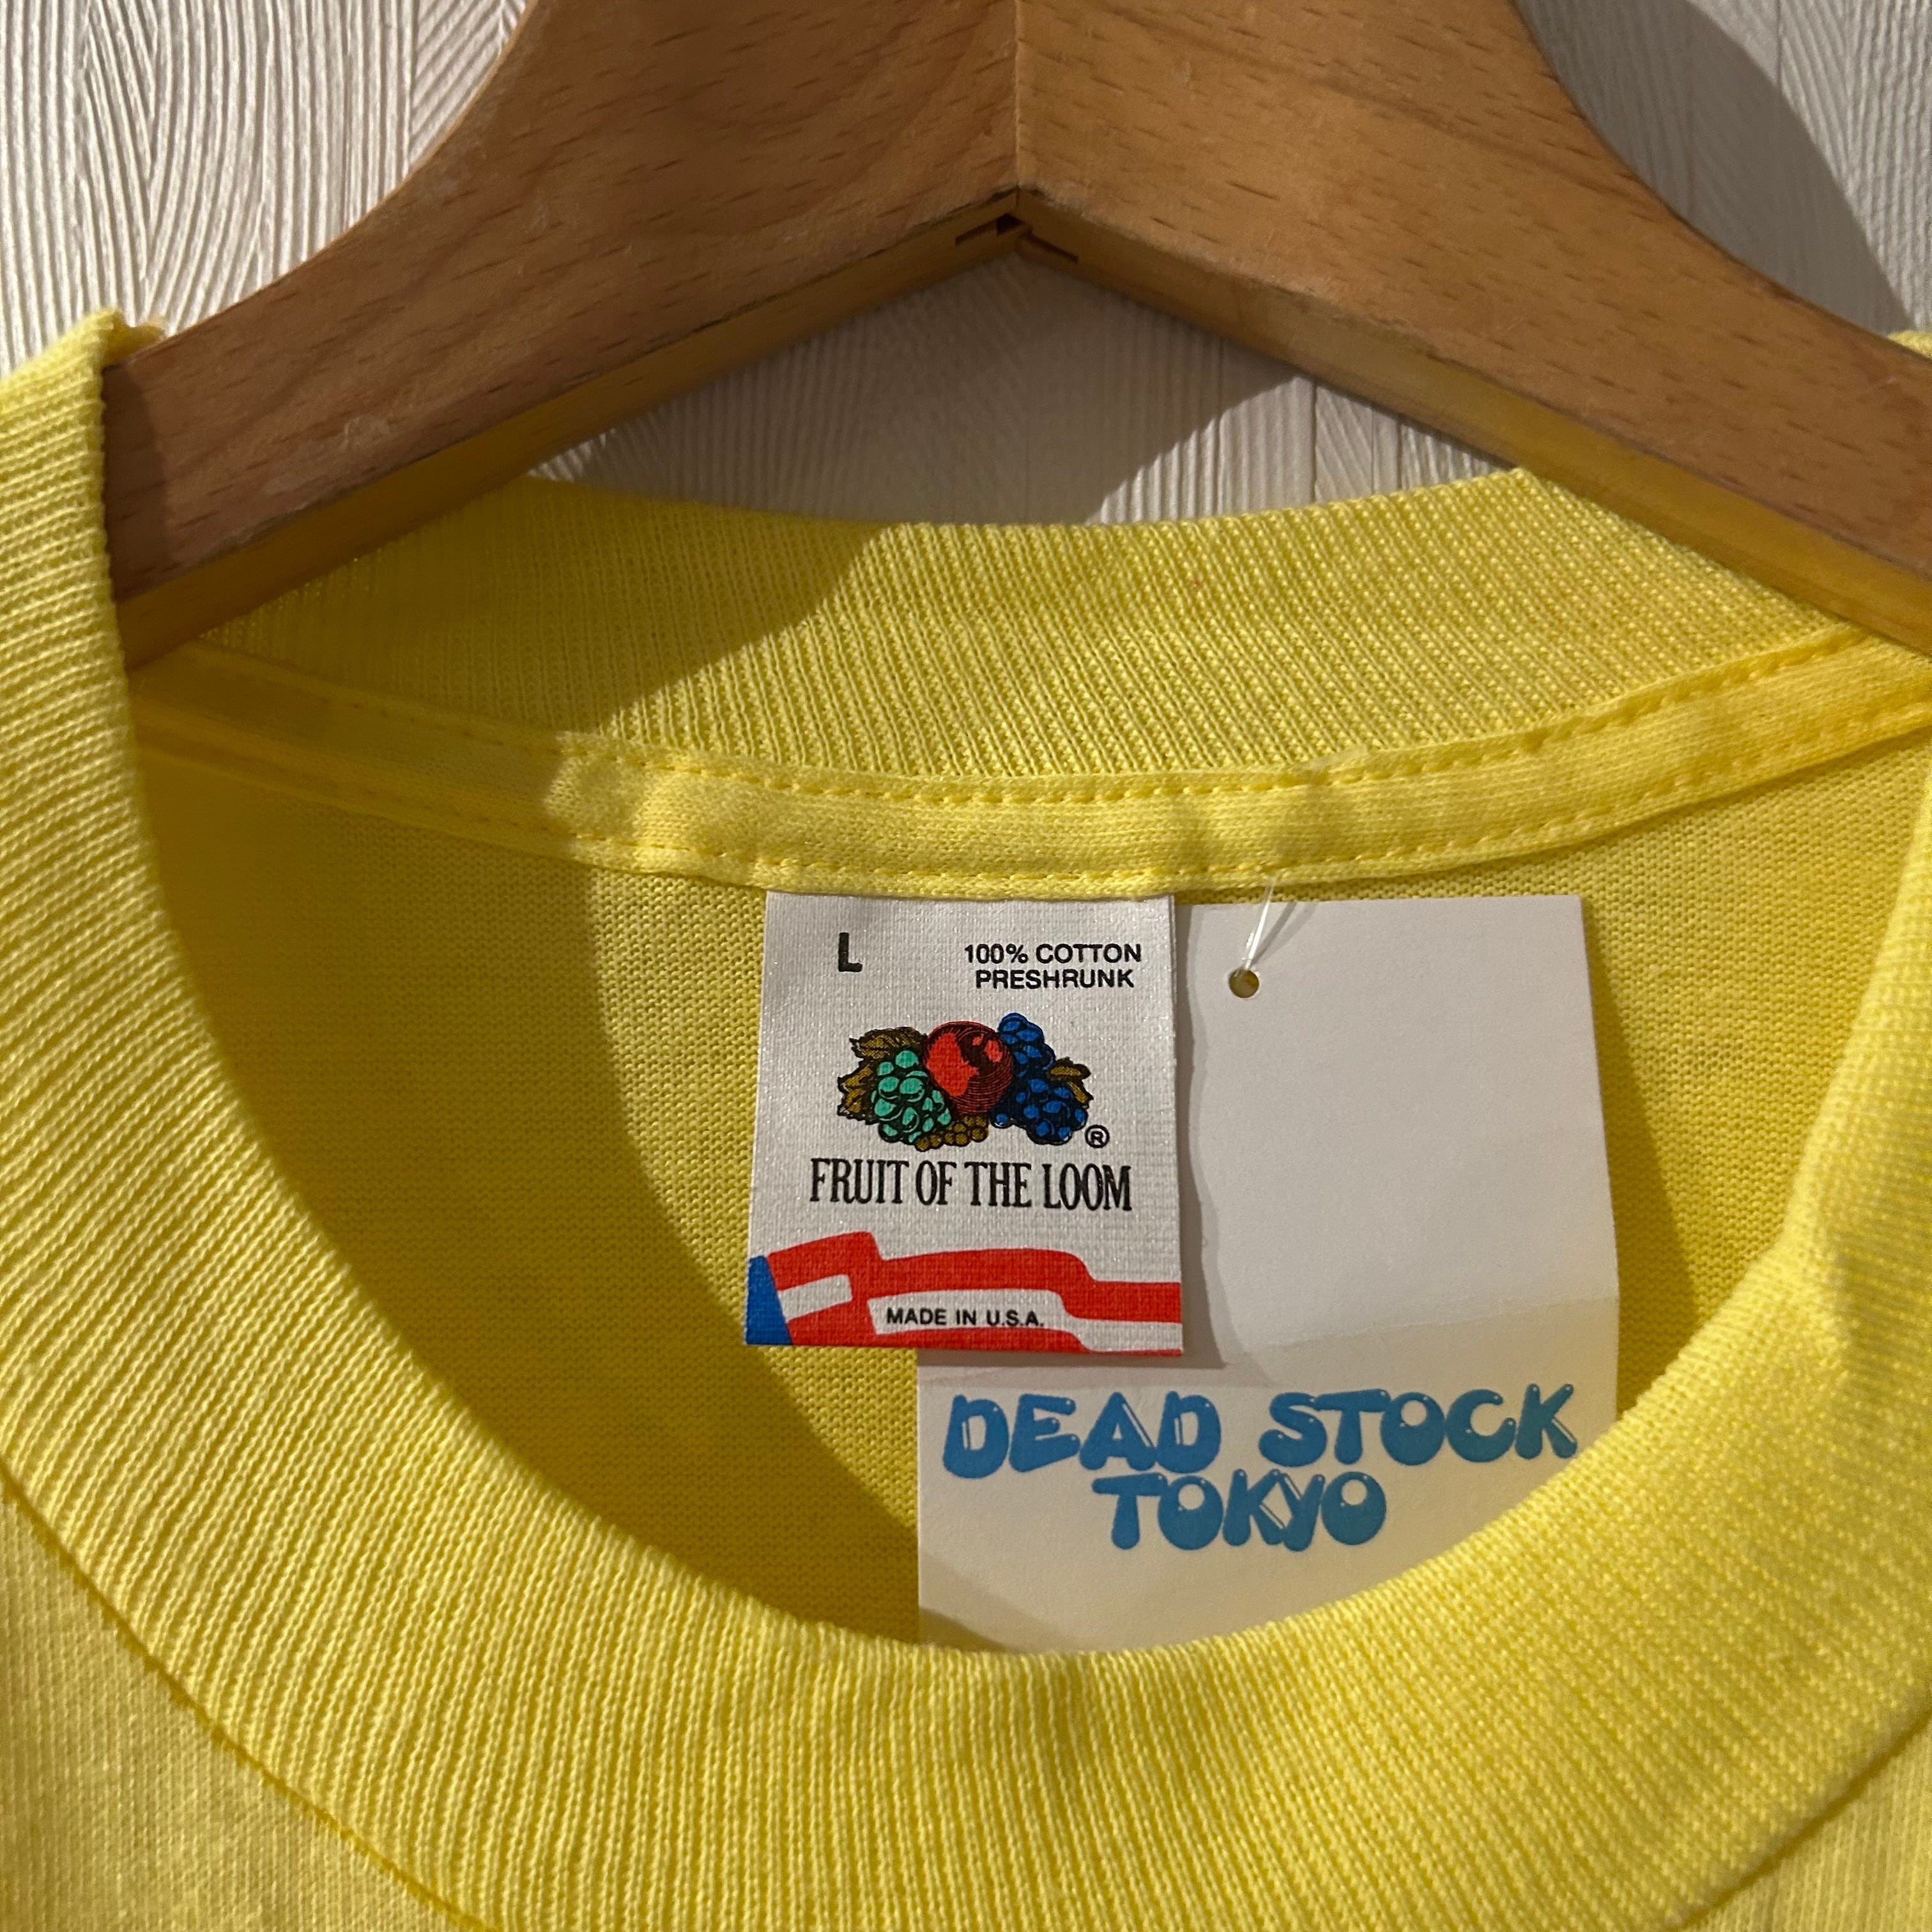 L
100% COTTON
PRESHRUNK
®
FRUIT OF THE LOOM
MADE IN U.S.A.
DEAD STOCK
TOKYO